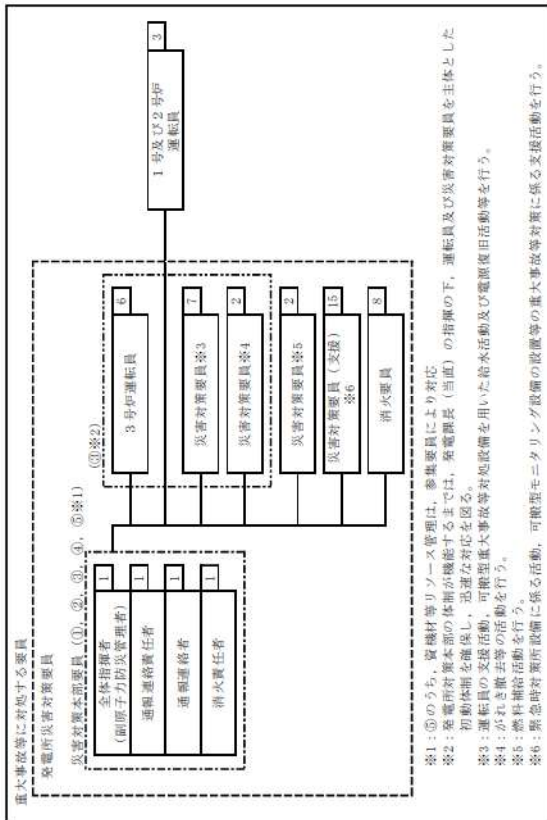 重大事故等に対処する要員
発電所災害対策要員
災害対策本部要員（①，②，③，④，⑤※1）
全体指揮者
（副原子力防災管理者）
1
通報連絡責任者
1
通報連絡者
1
消火責任者
1
（③※2）
3号炉運転員
6
災害対策要員※3
7
災害対策要員※4
2
災害対策要員※5
2
災害対策要員（支援）
※6
15
消火要員
8
1号及び2号炉
運転員
3
※1：⑤のうち，資機材等リソース管理は，参集要員により対応
※2：発電所対策本部の体制が機能するまでは，発電課長（当直）の指揮の下，運転員及び災害対策要員を主体とした
初動体制を確保し，迅速な対応を図る。
※3：運転員の支援活動，可搬型重大事故等対処設備を用いた給水活動及び電源復旧活動等を行う。
※4：がれき撤去等の活動を行う。
※5：燃料補給活動を行う。
※6：緊急時対策所設備に係る活動，可搬型モニタリング設備の設置等の重大事故等対策に係る支援活動を行う。